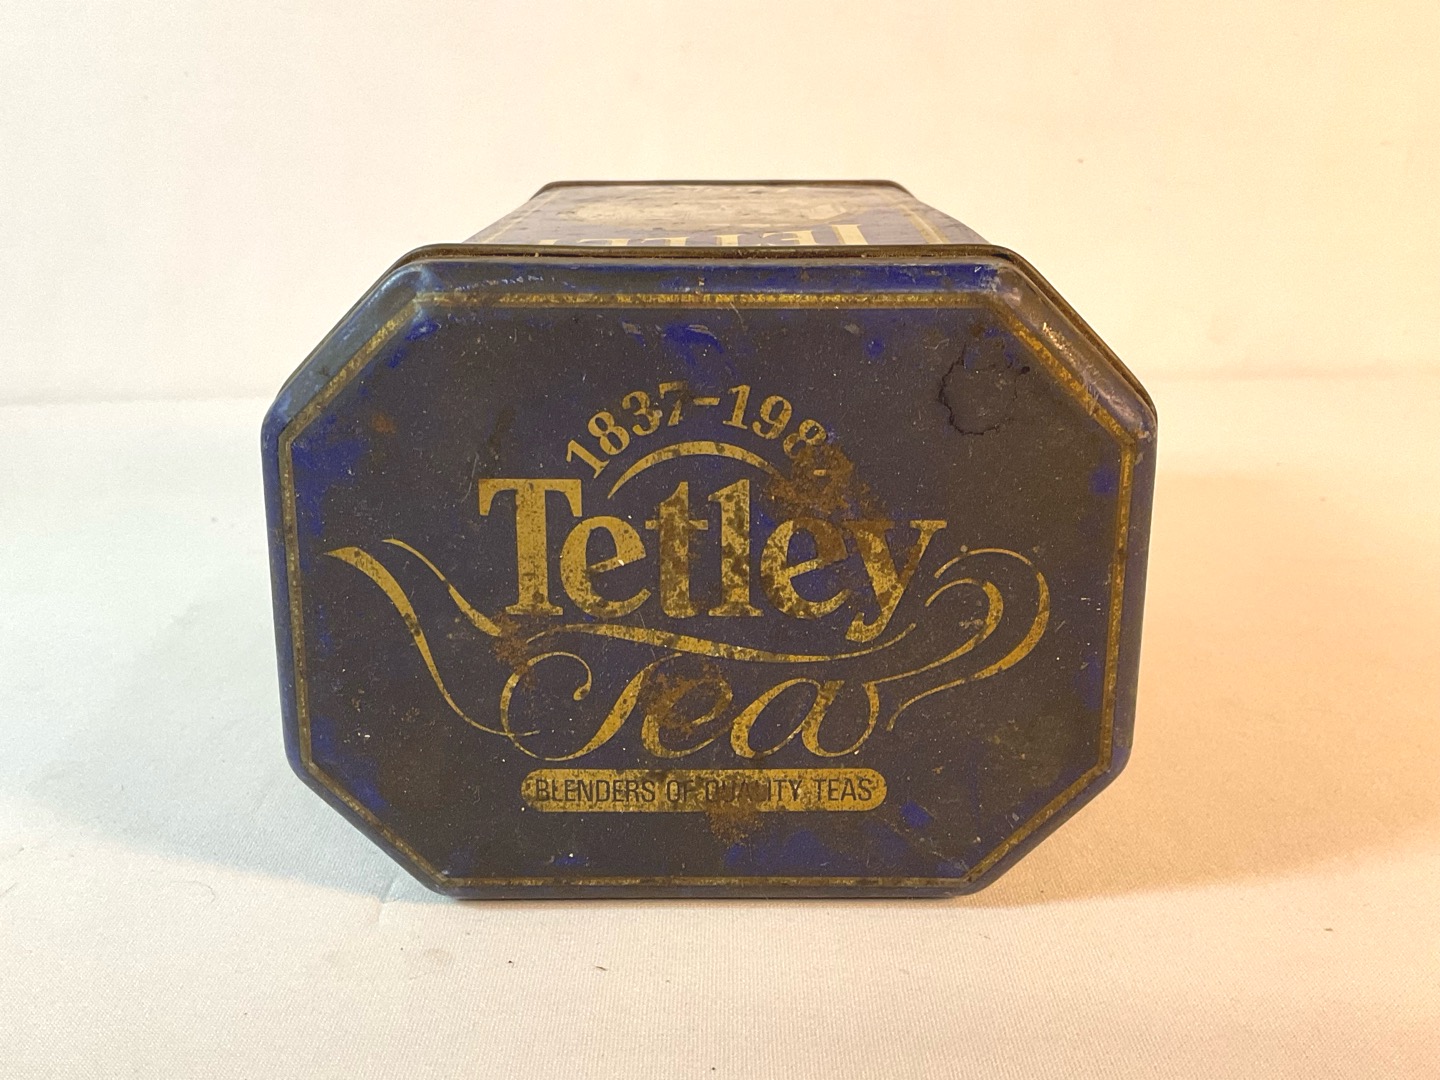 1837-198
Tetley
Tea
BLENDERS OF QUALITY TEAS